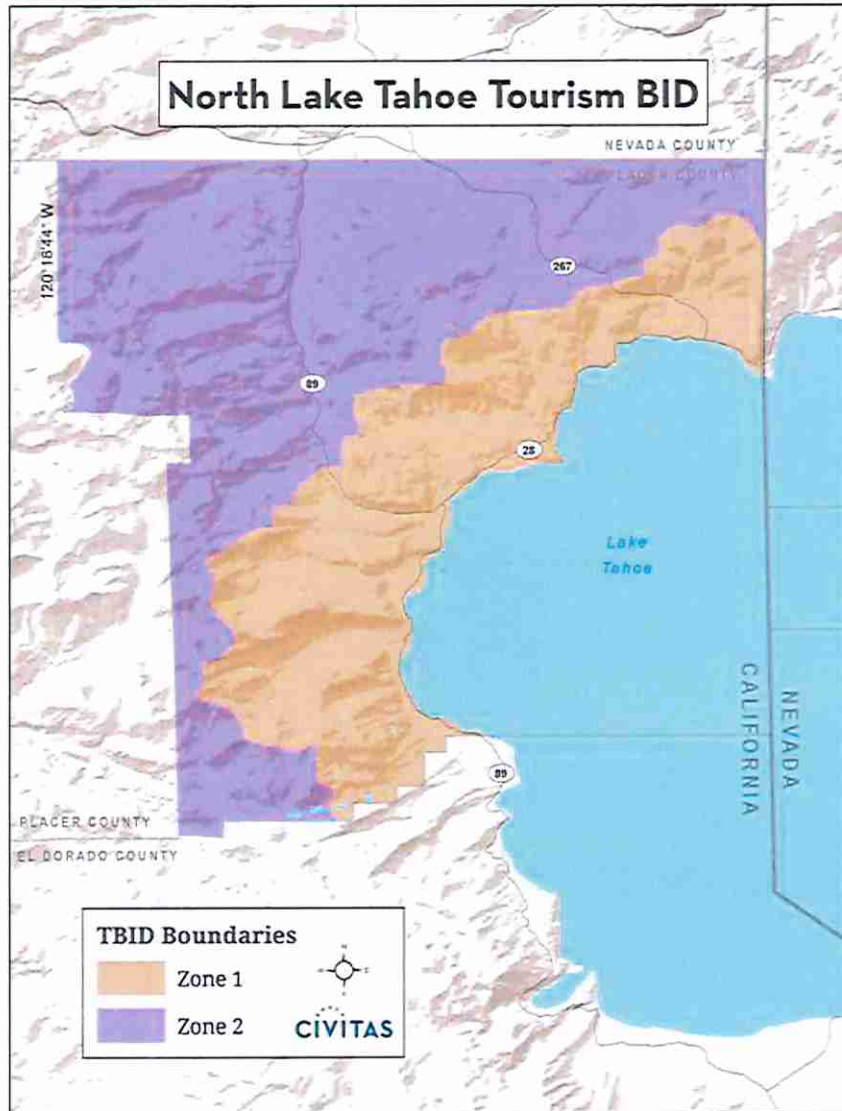 North Lake Tahoe Tourism BID
NEVADA COUNTY
PLACER COUNTY
120°16'44" W
267
89
28
Lake
Tahoe
CALIFORNIA
NEVADA
89
PLACER COUNTY
EL DORADO COUNTY
TBID Boundaries
Zone 1
Zone 2
CIVITAS